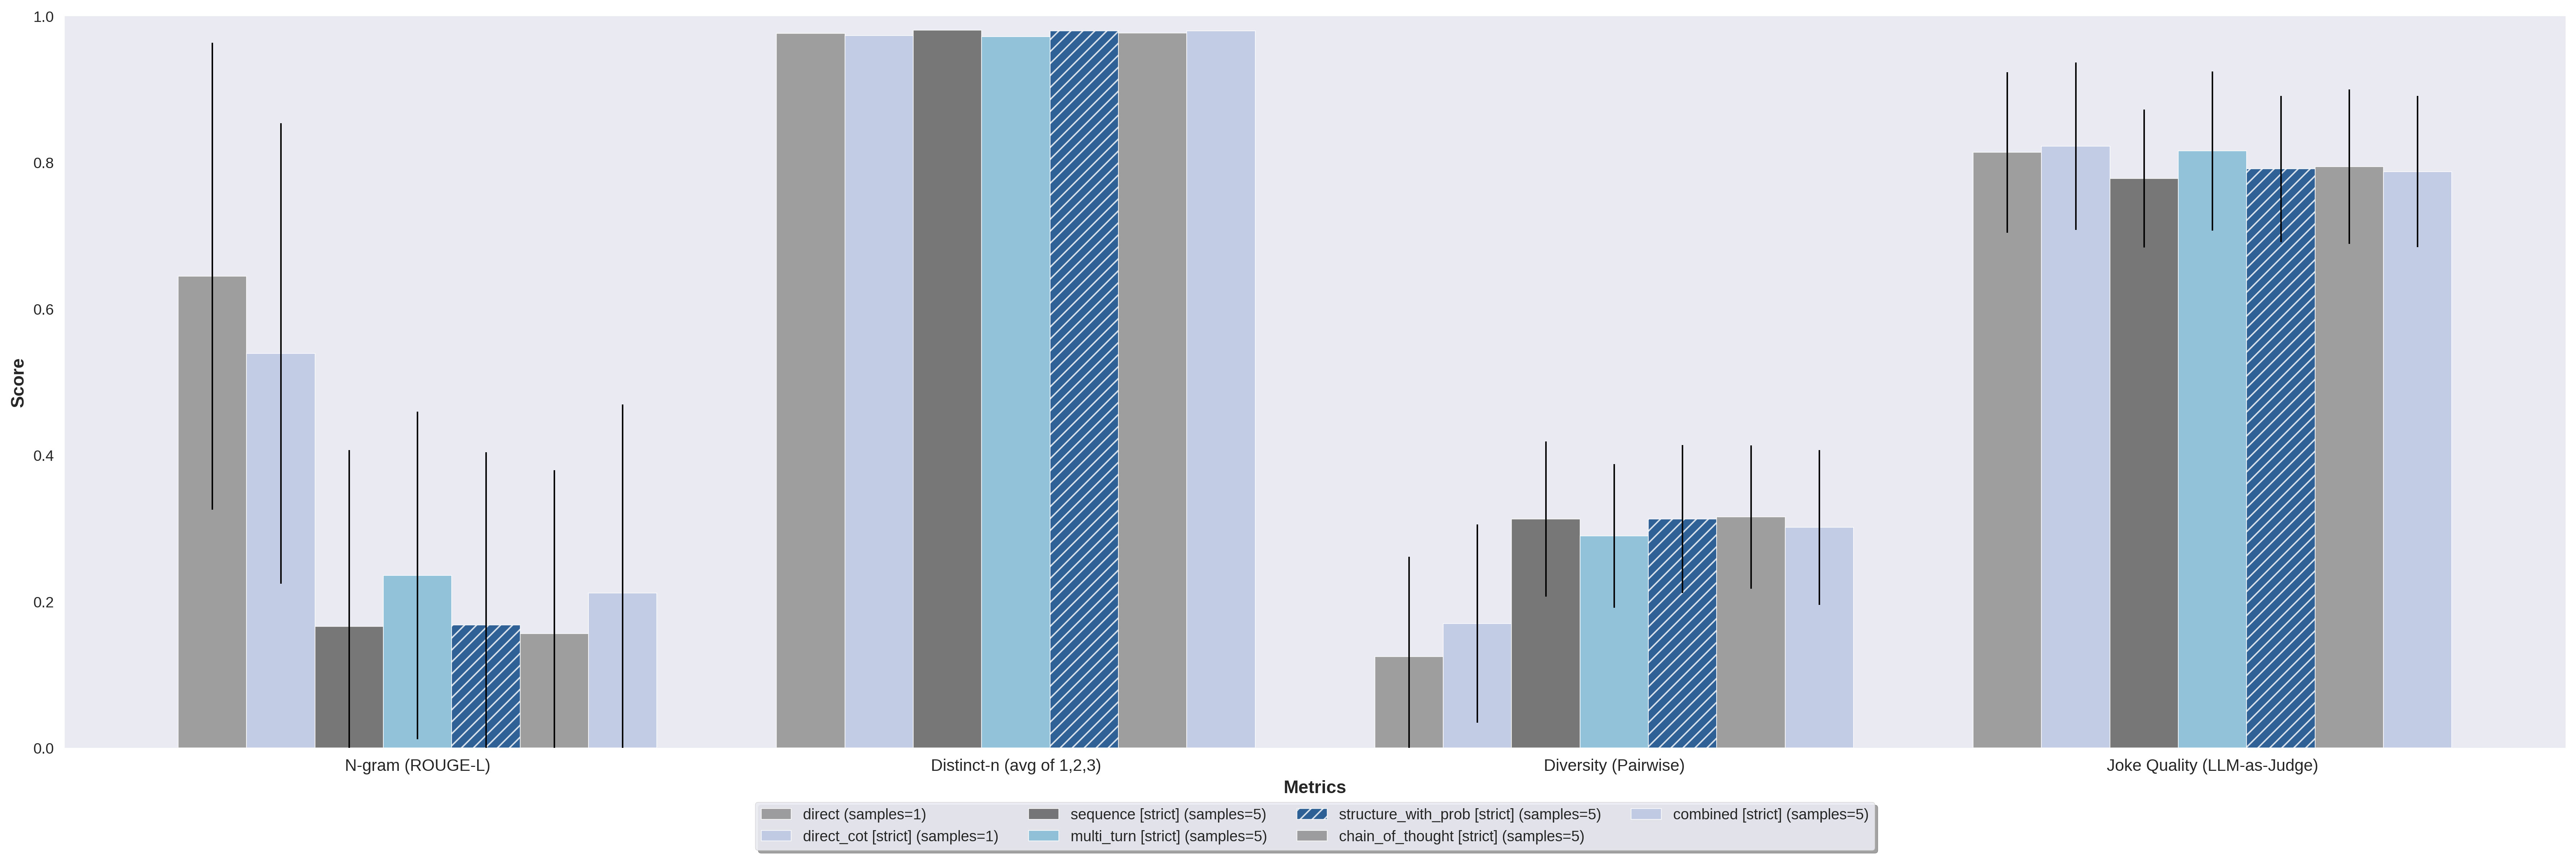 1.0
0.8
0.6
0.4
0.2
0.0
Score
N-gram (ROUGE-L)
Distinct-n (avg of 1,2,3)
Diversity (Pairwise)
Joke Quality (LLM-as-Judge)
Metrics
direct (samples=1)
direct_cot [strict] (samples=1)
sequence [strict] (samples=5)
multi_turn [strict] (samples=5)
structure_with_prob [strict] (samples=5)
chain_of_thought [strict] (samples=5)
combined [strict] (samples=5)